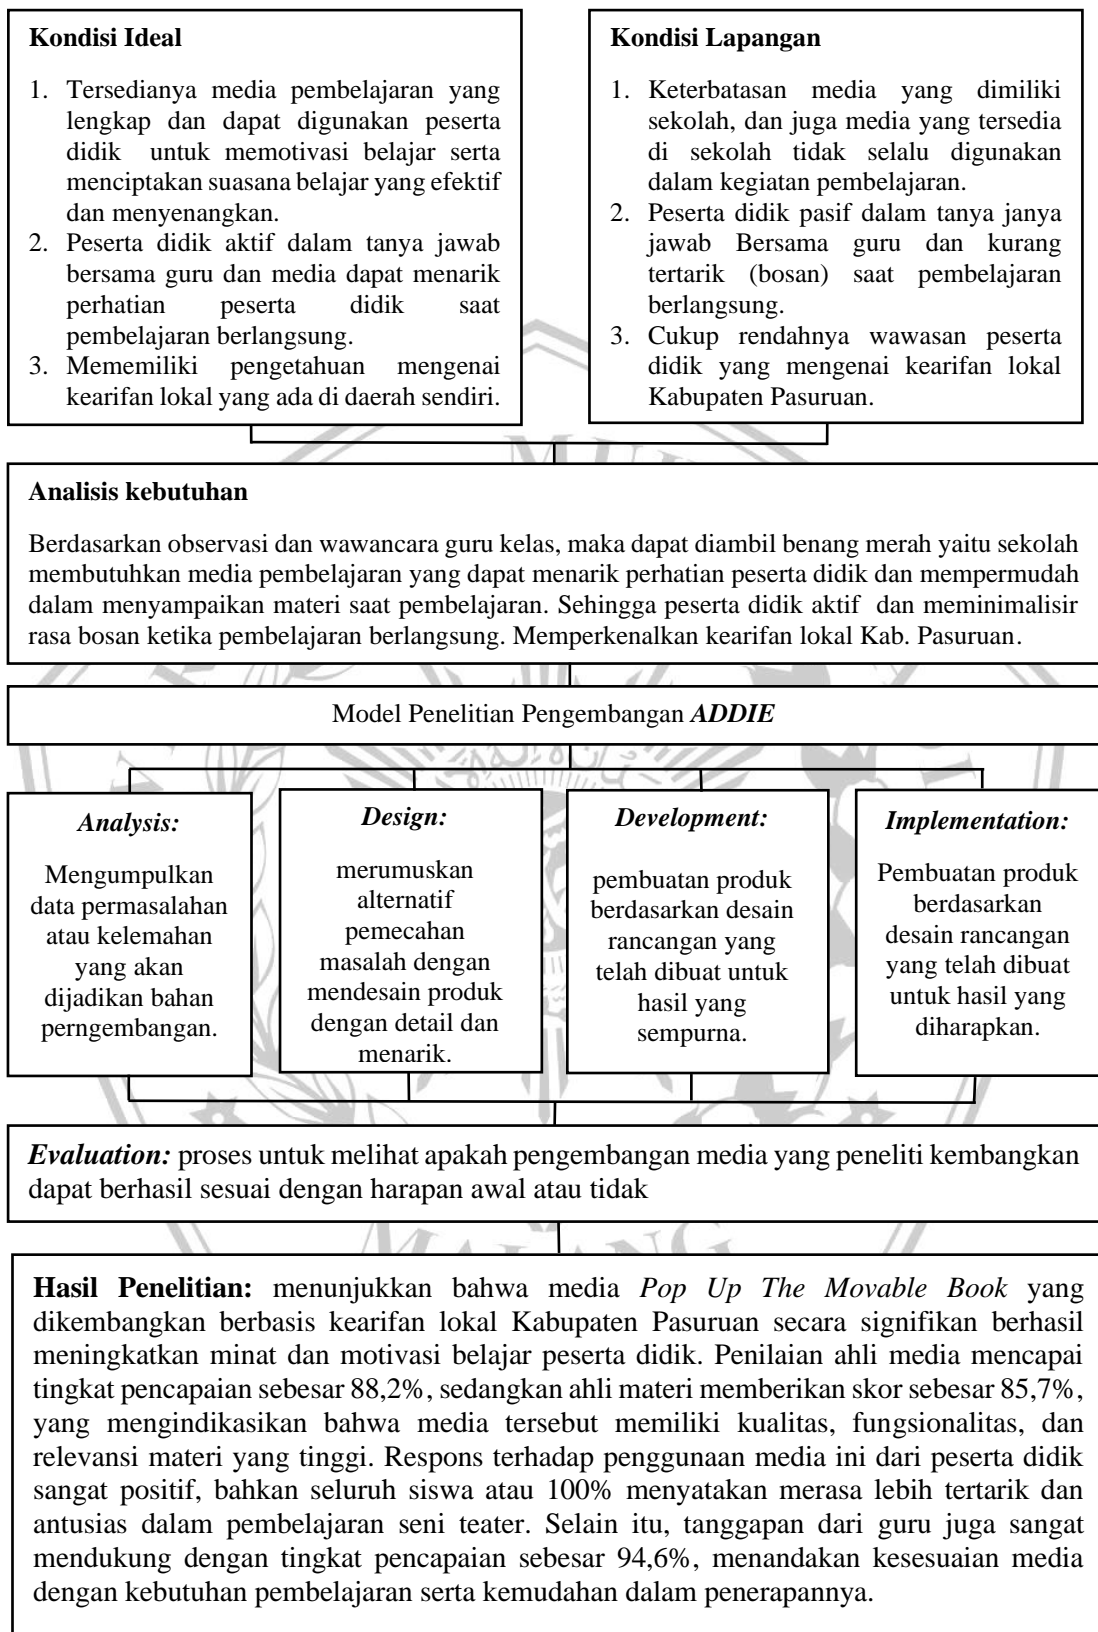 Kondisi Ideal
1. Tersedianya media pembelajaran yang
lengkap dan dapat digunakan peserta
didik untuk memotivasi belajar serta
menciptakan suasana belajar yang efektif
dan menyenangkan.
2. Peserta didik aktif dalam tanya jawab
bersama guru dan media dapat menarik
perhatian peserta didik saat
pembelajaran berlangsung.
3. Mememiliki pengetahuan mengenai
kearifan lokal yang ada di daerah sendiri.
Kondisi Lapangan
1. Keterbatasan media yang dimiliki
sekolah, dan juga media yang tersedia
di sekolah tidak selalu digunakan
dalam kegiatan pembelajaran.
2. Peserta didik pasif dalam tanya janya
jawab Bersama guru dan kurang
tertarik (bosan) saat pembelajaran
berlangsung.
3. Cukup rendahnya wawasan peserta
didik yang mengenai kearifan lokal
Kabupaten Pasuruan.
Analisis kebutuhan
Berdasarkan observasi dan wawancara guru kelas, maka dapat diambil benang merah yaitu sekolah
membutuhkan media pembelajaran yang dapat menarik perhatian peserta didik dan mempermudah
dalam menyampaikan materi saat pembelajaran. Sehingga peserta didik aktif dan meminimalisir
rasa bosan ketika pembelajaran berlangsung. Memperkenalkan kearifan lokal Kab. Pasuruan.
Model Penelitian Pengembangan ADDIE
Analysis:
Mengumpulkan
data permasalahan
atau kelemahan
yang akan
dijadikan bahan
perngembangan.
Design:
merumuskan
alternatif
pemecahan
masalah dengan
mendesain produk
dengan detail dan
menarik.
Development:
pembuatan produk
berdasarkan desain
rancangan yang
telah dibuat untuk
hasil yang
sempurna.
Implementation:
Pembuatan produk
berdasarkan
desain rancangan
yang telah dibuat
untuk hasil yang
diharapkan.
Evaluation: proses untuk melihat apakah pengembangan media yang peneliti kembangkan
dapat berhasil sesuai dengan harapan awal atau tidak
MALANG
Hasil Penelitian: menunjukkan bahwa media Pop Up The Movable Book yang
dikembangkan berbasis kearifan lokal Kabupaten Pasuruan secara signifikan berhasil
meningkatkan minat dan motivasi belajar peserta didik. Penilaian ahli media mencapai
tingkat pencapaian sebesar 88,2%, sedangkan ahli materi memberikan skor sebesar 85,7%,
yang mengindikasikan bahwa media tersebut memiliki kualitas, fungsionalitas, dan
relevansi materi yang tinggi. Respons terhadap penggunaan media ini dari peserta didik
sangat positif, bahkan seluruh siswa atau 100% menyatakan merasa lebih tertarik dan
antusias dalam pembelajaran seni teater. Selain itu, tanggapan dari guru juga sangat
mendukung dengan tingkat pencapaian sebesar 94,6%, menandakan kesesuaian media
dengan kebutuhan pembelajaran serta kemudahan dalam penerapannya.